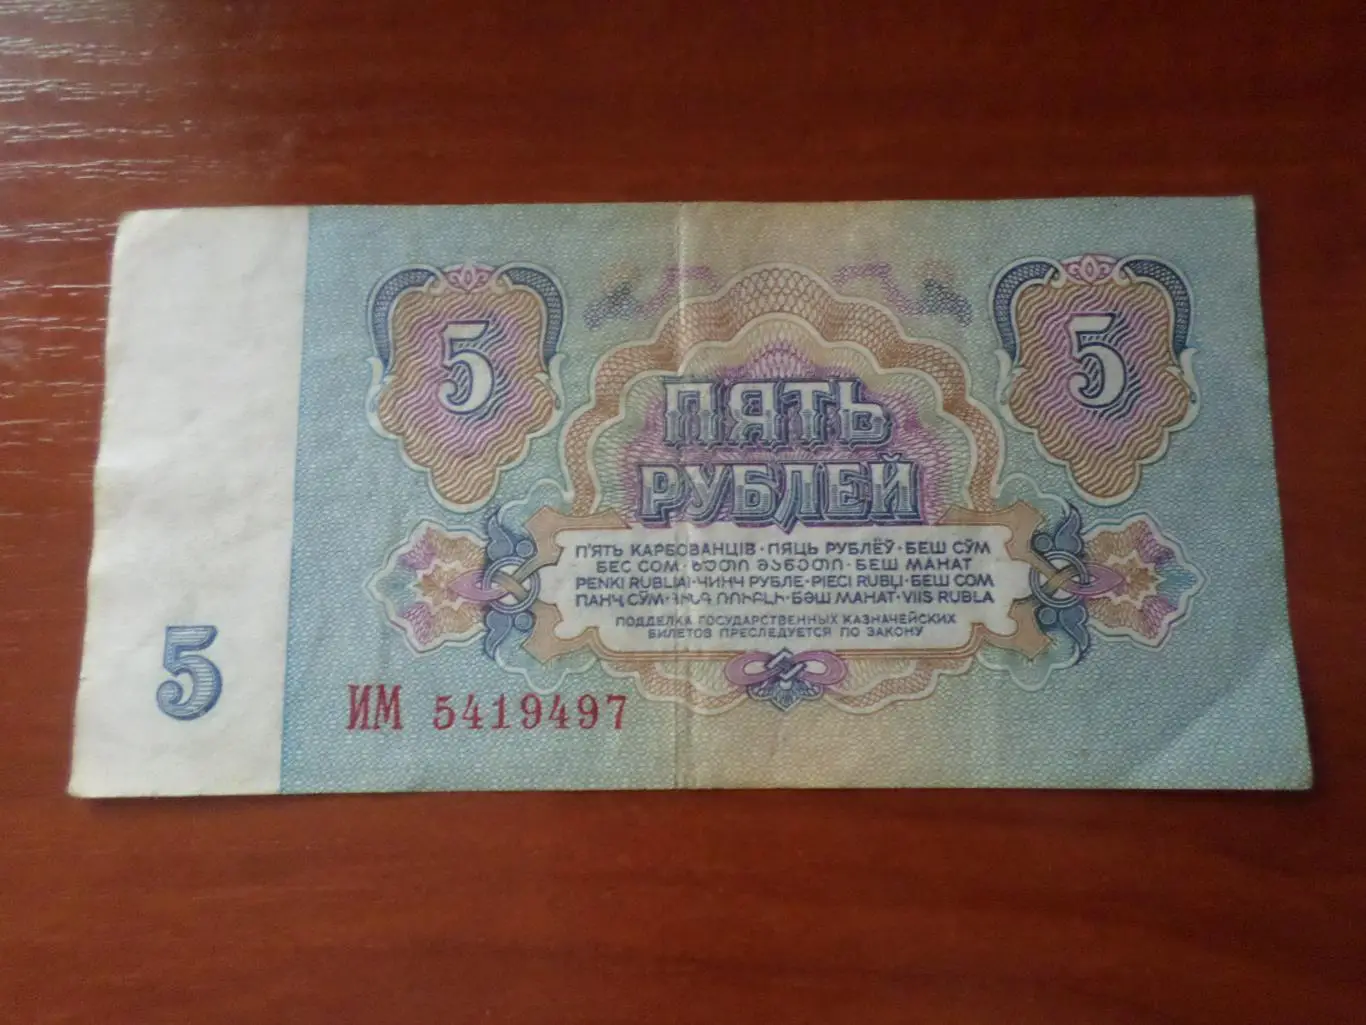 5
5
ПЯТЬ
РУБЛЕЙ
П'ЯТЬ КАРБОВАНЦІВ · ПЯЦЬ РУБЛЁЎ · БЕШ СЎМ
БЕС СОМ · ᲮᲣᲗᲘ ᲛᲐᲜᲔᲗᲘ · БЕШ МАНАТ
PENKI RUBLIAI · ЧИНЧ РУБЛЕ · PIECI RUBĻI · БЕШ СОМ
ПАНҶ СӮМ · ՀԻՆԳ ՌՈՒԲԼԻ · БӘШ МАНАТ · VIIS RUBLA
ПОДДЕЛКА ГОСУДАРСТВЕННЫХ КАЗНАЧЕЙСКИХ
БИЛЕТОВ ПРЕСЛЕДУЕТСЯ ПО ЗАКОНУ
5
ИМ 5419497